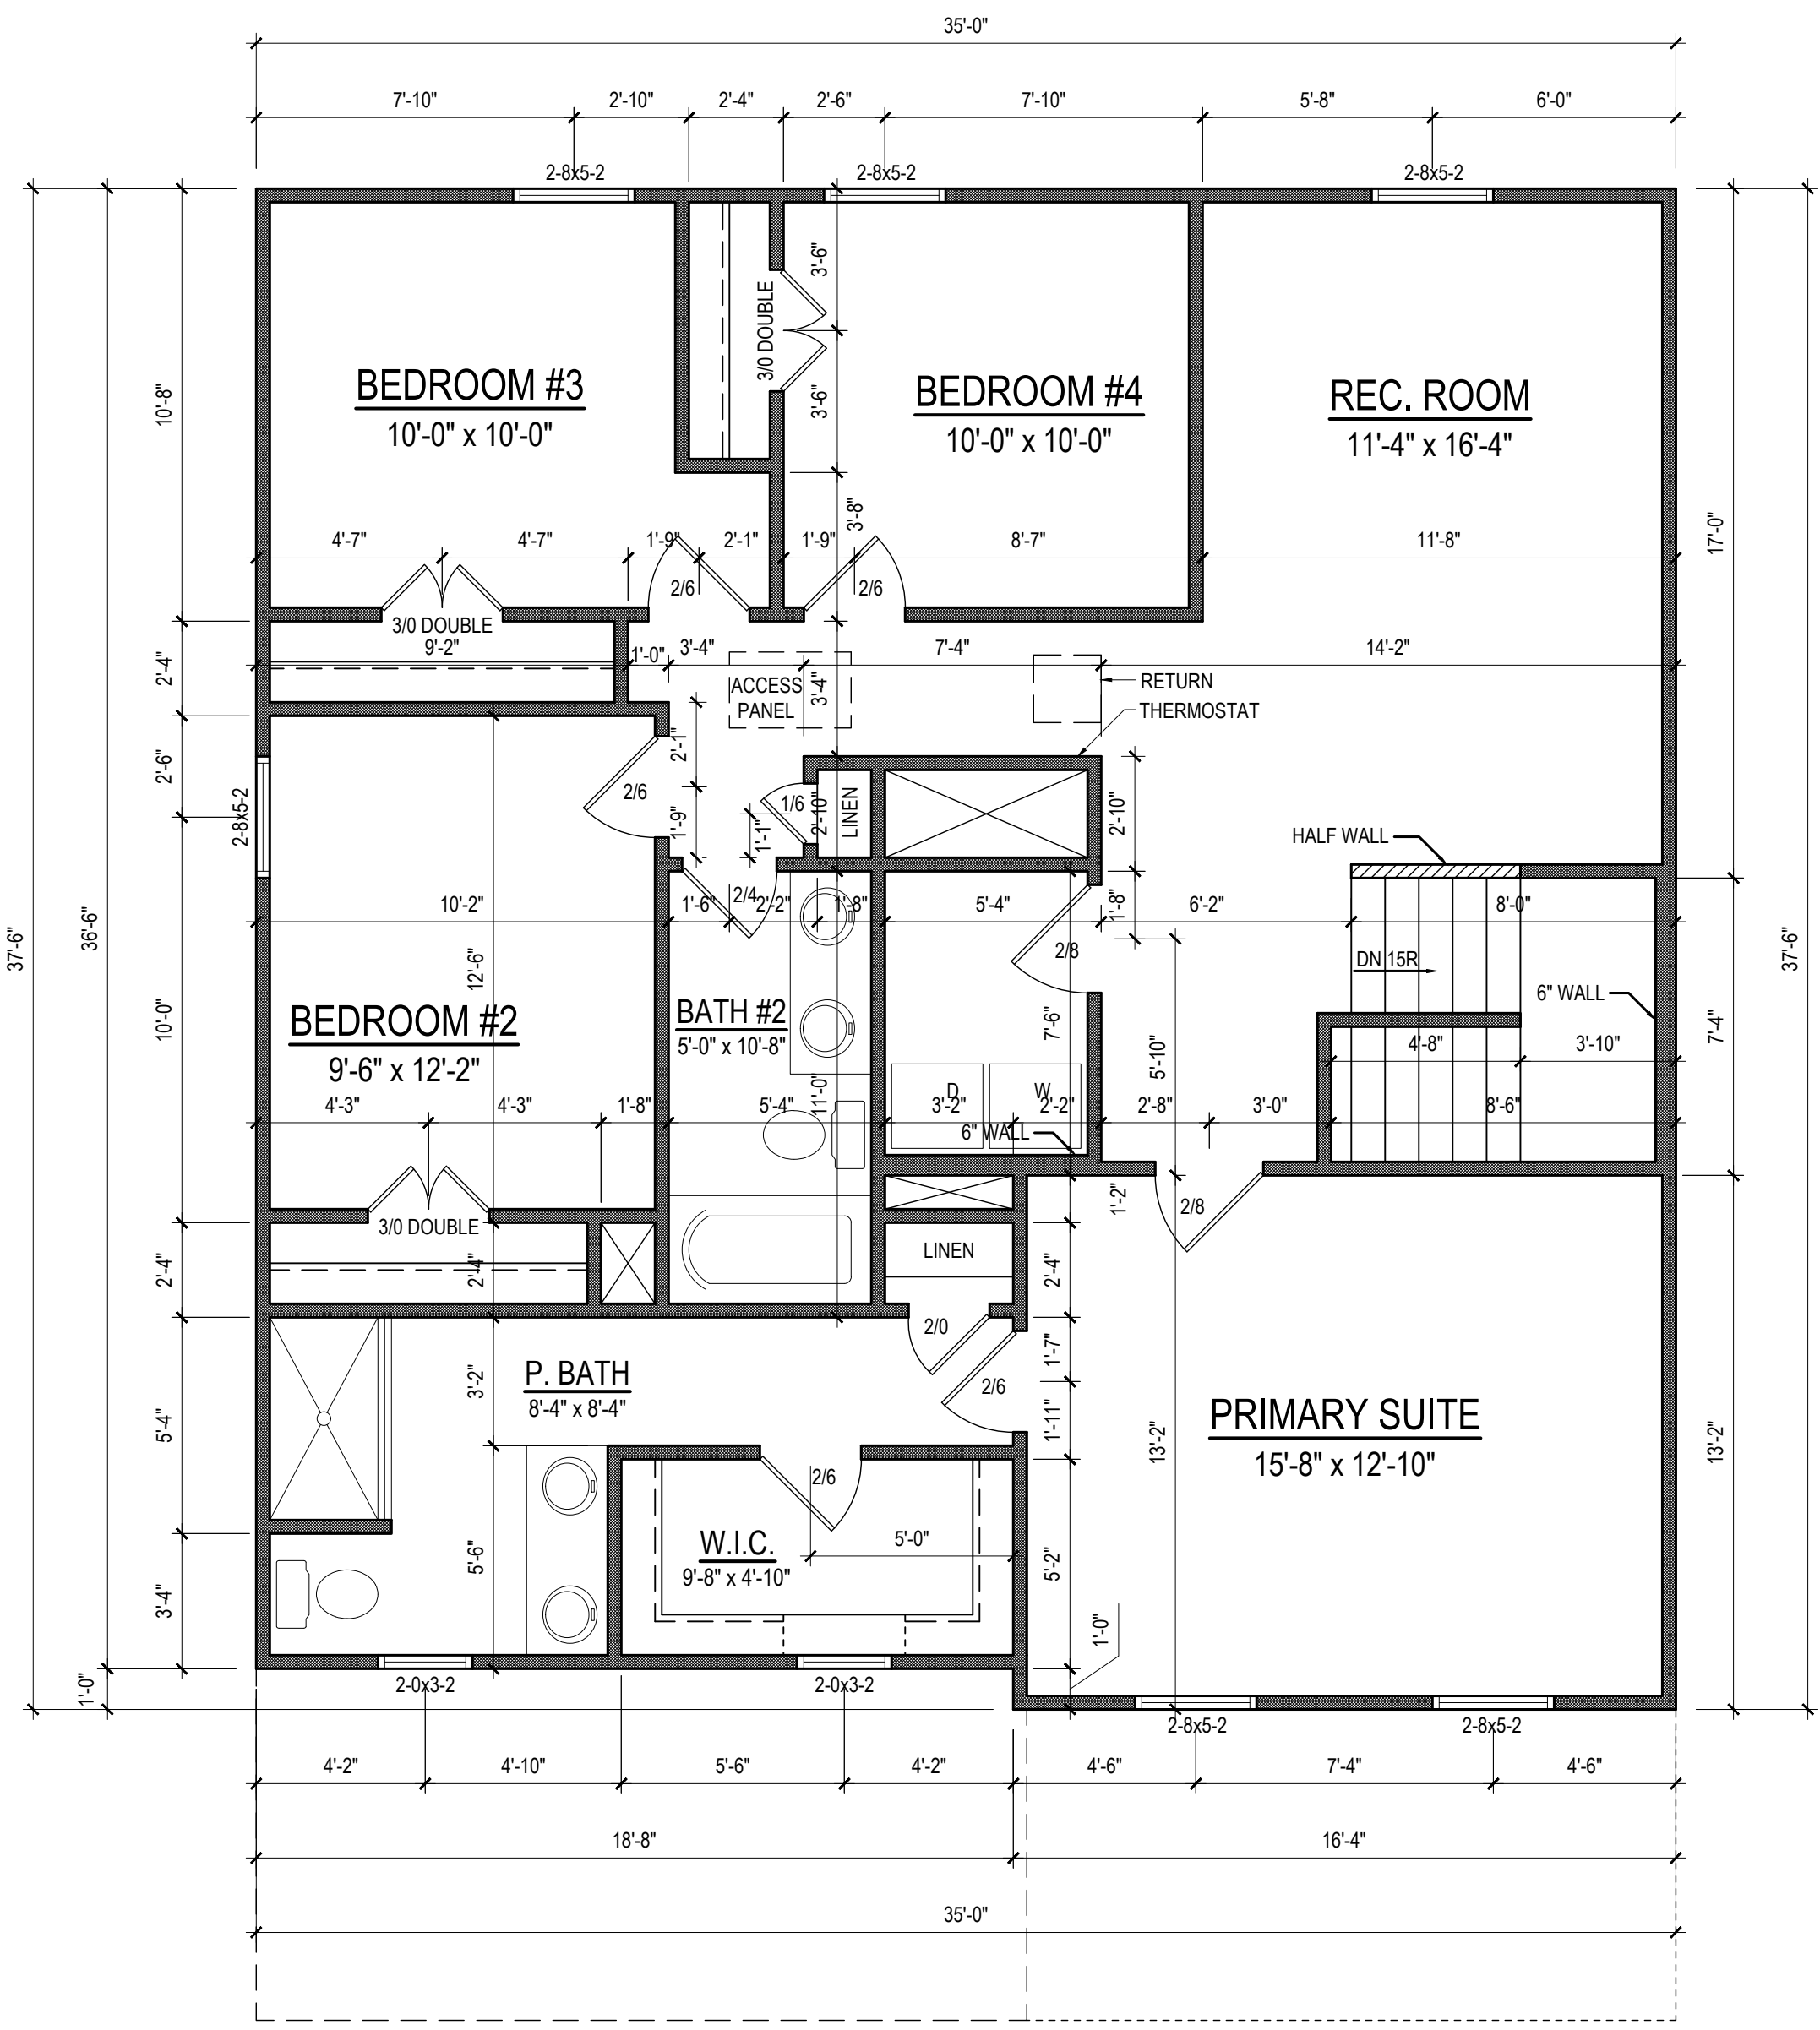 35'-0"
7'-10"
2'-10"
2'-4"
2'-6"
7'-10"
5'-8"
6'-0"
2-8x5-2
2-8x5-2
2-8x5-2
3'-6"
3/0 DOUBLE
BEDROOM #3
10'-0" x 10'-0"
BEDROOM #4
10'-0" x 10'-0"
REC. ROOM
11'-4" x 16'-4"
10'-8"
3'-6"
3'-8"
17'-0"
4'-7"
4'-7"
1'-9"
2'-1"
1'-9"
8'-7"
11'-8"
2/6
2/6
3/0 DOUBLE
9'-2"
1'-0"
3'-4"
7'-4"
14'-2"
2'-4"
ACCESS
PANEL
3'-4"
RETURN
THERMOSTAT
2'-1"
2'-6"
2-8x5-2
2/6
1/6
2'-10"
LINEN
2'-10"
1'-9"
1'-1"
HALF WALL
10'-2"
1'-6"
2/4
2'-2"
1'-8"
5'-4"
1'-8"
6'-2"
8'-0"
37'-6"
36'-6"
37'-6"
12'-6"
2/8
DN 15R
6" WALL
BEDROOM #2
9'-6" x 12'-2"
BATH #2
5'-0" x 10'-8"
10'-0"
7'-6"
5'-10"
4'-8"
3'-10"
7'-4"
D
W
4'-3"
4'-3"
1'-8"
5'-4"
11'-0"
3'-2"
2'-2"
2'-8"
3'-0"
8'-6"
6" WALL
1'-2"
2/8
3/0 DOUBLE
2'-4"
2'-4"
LINEN
2'-4"
2/0
1'-7"
P. BATH
8'-4" x 8'-4"
3'-2"
2/6
1'-11"
5'-4"
PRIMARY SUITE
15'-8" x 12'-10"
13'-2"
13'-2"
2/6
W.I.C.
9'-8" x 4'-10"
5'-0"
5'-6"
5'-2"
3'-4"
1'-0"
1'-0"
2-0x3-2
2-0x3-2
2-8x5-2
2-8x5-2
4'-2"
4'-10"
5'-6"
4'-2"
4'-6"
7'-4"
4'-6"
18'-8"
16'-4"
35'-0"